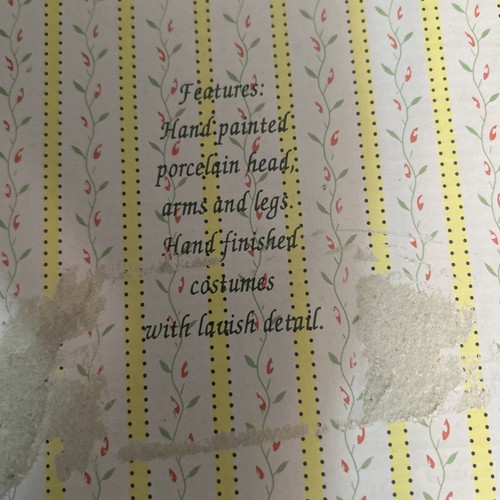 Features:
Hand painted
porcelain head,
arms and legs.
Hand finished
costumes
with lavish detail.